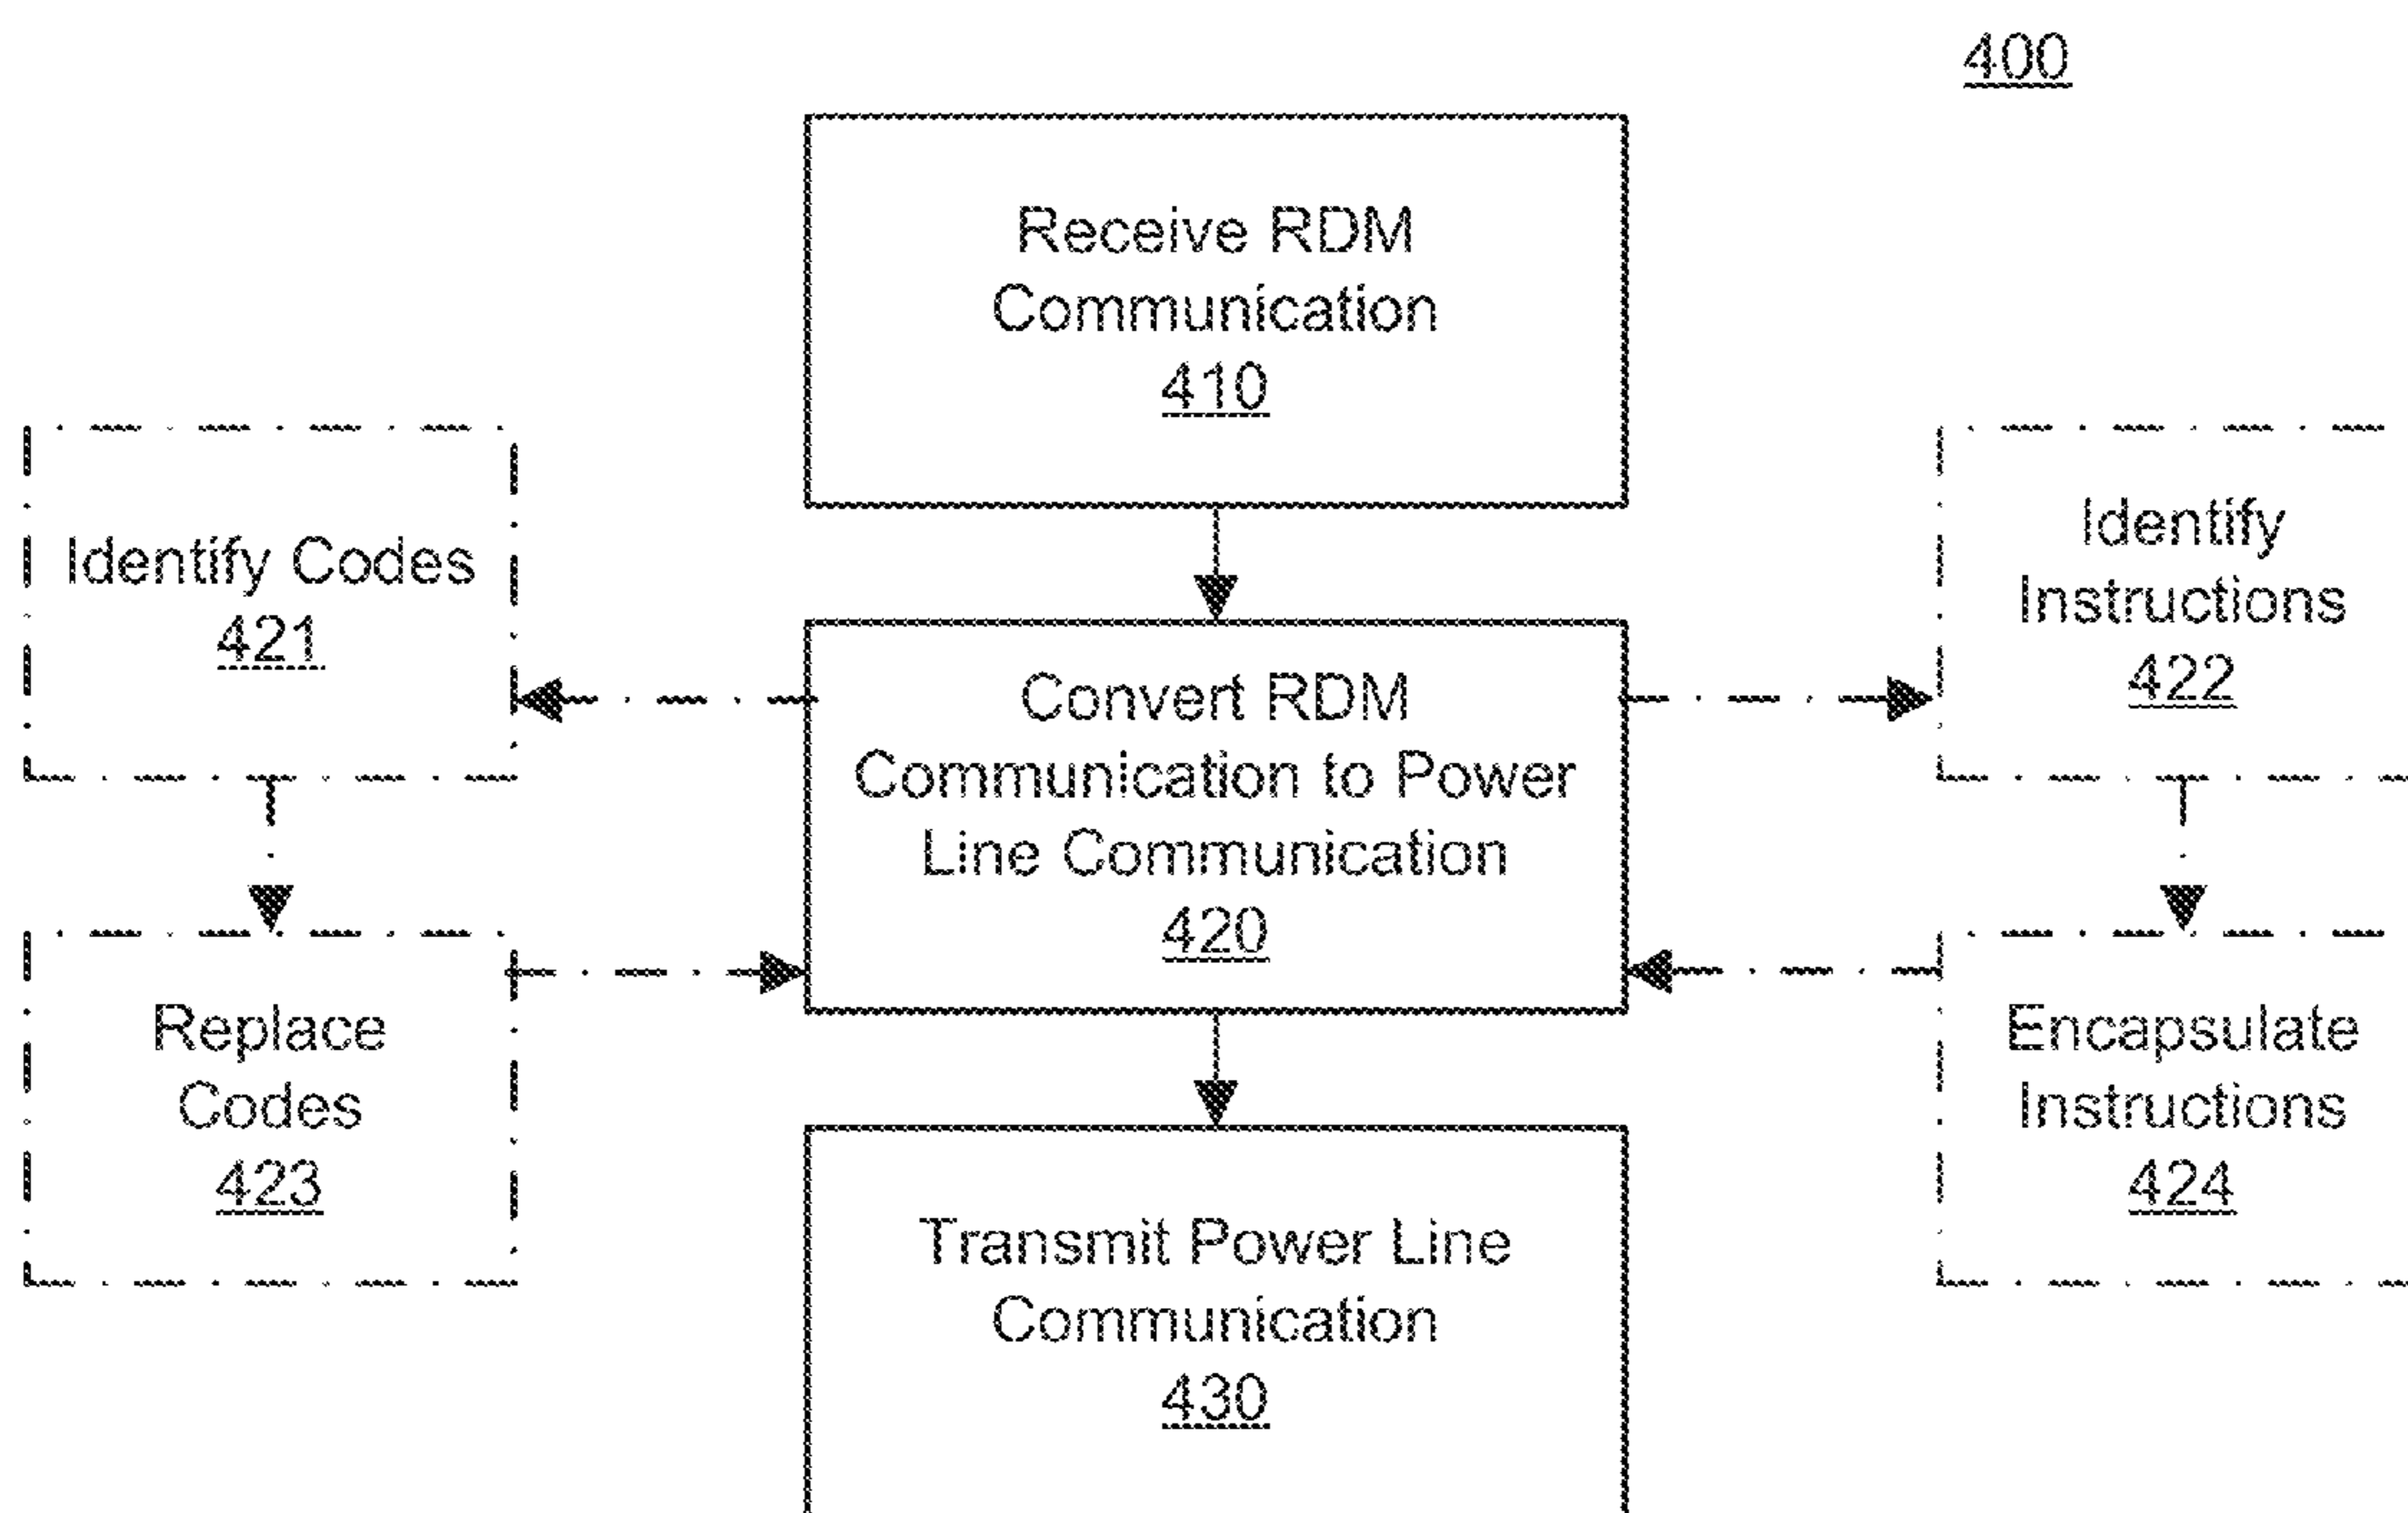 400
Receive RDM
Communication
410
Identify Codes
421
Identify
Instructions
422
Convert RDM
Communication to Power
Line Communication
420
Replace
Codes
423
Encapsulate
Instructions
424
Transmit Power Line
Communication
430